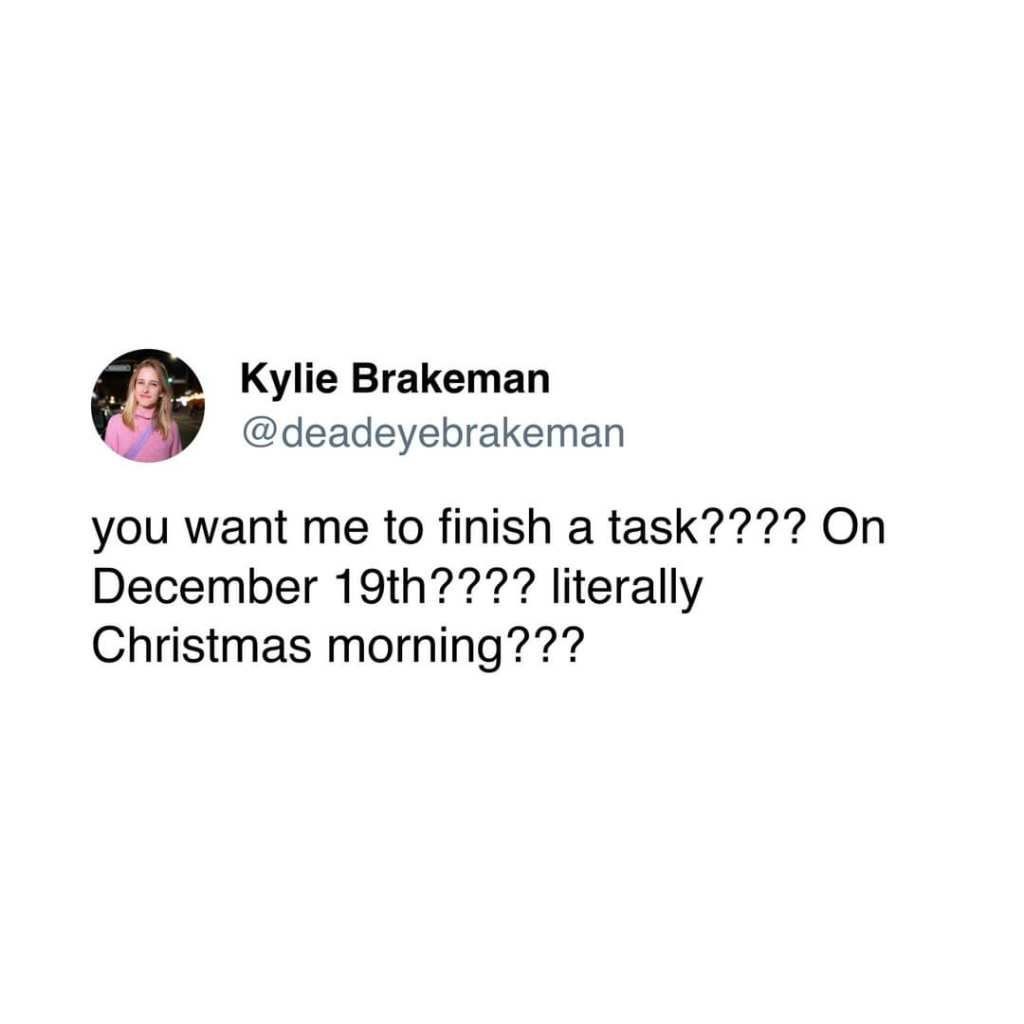 Kylie Brakeman
@deadeyebrakeman
you want me to finish a task???? On
December 19th???? literally
Christmas morning???